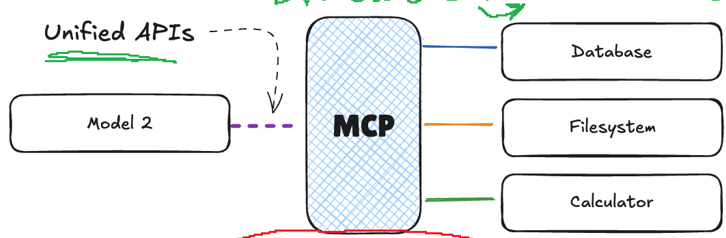 Unified APIs
Model 2
MCP
Database
Filesystem
Calculator